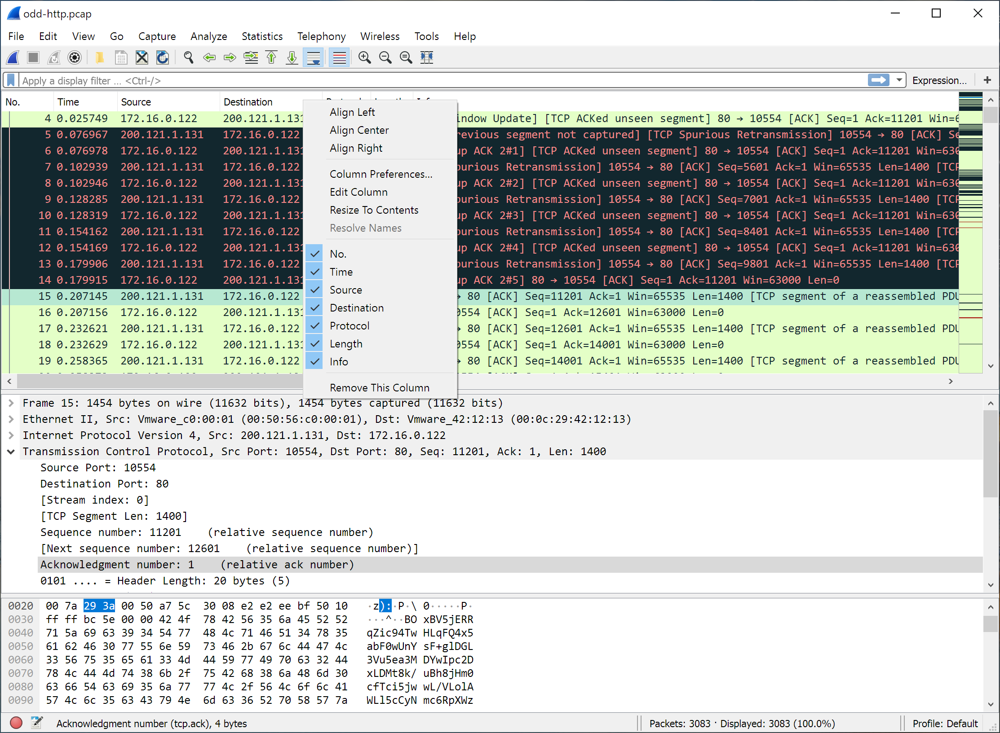 odd-http.pcap
File Edit View Go Capture Analyze Statistics Telephony Wireless Tools Help
Apply a display filter ... <Ctrl-/>
Expression... +
No. Time Source Destination
4 0.025749 172.16.0.122 200.121.1.131 indow Update] [TCP ACKed unseen segment] 80 → 10554 [ACK] Seq=1 Ack=11201 Win=6
5 0.076967 200.121.1.131 172.16.0.122 revious segment not captured] [TCP Spurious Retransmission] 10554 → 80 [ACK] Se
6 0.076978 172.16.0.122 200.121.1.131 up ACK 2#1] [TCP ACKed unseen segment] 80 → 10554 [ACK] Seq=1 Ack=11201 Win=630
7 0.102939 200.121.1.131 172.16.0.122 purious Retransmission] 10554 → 80 [ACK] Seq=5601 Ack=1 Win=65535 Len=1400 [TCP
8 0.102946 172.16.0.122 200.121.1.131 up ACK 2#2] [TCP ACKed unseen segment] 80 → 10554 [ACK] Seq=1 Ack=11201 Win=630
9 0.128285 200.121.1.131 172.16.0.122 purious Retransmission] 10554 → 80 [ACK] Seq=7001 Ack=1 Win=65535 Len=1400 [TCP
10 0.128319 172.16.0.122 200.121.1.131 up ACK 2#3] [TCP ACKed unseen segment] 80 → 10554 [ACK] Seq=1 Ack=11201 Win=630
11 0.154162 200.121.1.131 172.16.0.122 purious Retransmission] 10554 → 80 [ACK] Seq=8401 Ack=1 Win=65535 Len=1400 [TCP
12 0.154169 172.16.0.122 200.121.1.131 up ACK 2#4] [TCP ACKed unseen segment] 80 → 10554 [ACK] Seq=1 Ack=11201 Win=630
13 0.179906 200.121.1.131 172.16.0.122 purious Retransmission] 10554 → 80 [ACK] Seq=9801 Ack=1 Win=65535 Len=1400 [TCP
14 0.179915 172.16.0.122 200.121.1.131 up ACK 2#5] 80 → 10554 [ACK] Seq=1 Ack=11201 Win=63000 Len=0
15 0.207145 200.121.1.131 172.16.0.122 → 80 [ACK] Seq=11201 Ack=1 Win=65535 Len=1400 [TCP segment of a reassembled PDU
16 0.207156 172.16.0.122 200.121.1.131 0554 [ACK] Seq=1 Ack=12601 Win=63000 Len=0
17 0.232621 200.121.1.131 172.16.0.122 → 80 [ACK] Seq=12601 Ack=1 Win=65535 Len=1400 [TCP segment of a reassembled PDU
18 0.232629 172.16.0.122 200.121.1.131 0554 [ACK] Seq=1 Ack=14001 Win=63000 Len=0
19 0.258365 200.121.1.131 172.16.0.122 → 80 [ACK] Seq=14001 Ack=1 Win=65535 Len=1400 [TCP segment of a reassembled PDU
Align Left
Align Center
Align Right
Column Preferences...
Edit Column
Resize To Contents
Resolve Names
No.
Time
Source
Destination
Protocol
Length
Info
Remove This Column
Frame 15: 1454 bytes on wire (11632 bits), 1454 bytes captured (11632 bits)
Ethernet II, Src: Vmware_c0:00:01 (00:50:56:c0:00:01), Dst: Vmware_42:12:13 (00:0c:29:42:12:13)
Internet Protocol Version 4, Src: 200.121.1.131, Dst: 172.16.0.122
Transmission Control Protocol, Src Port: 10554, Dst Port: 80, Seq: 11201, Ack: 1, Len: 1400
Source Port: 10554
Destination Port: 80
[Stream index: 0]
[TCP Segment Len: 1400]
Sequence number: 11201 (relative sequence number)
[Next sequence number: 12601 (relative sequence number)]
Acknowledgment number: 1 (relative ack number)
0101 .... = Header Length: 20 bytes (5)
0020 00 7a 29 3a 00 50 a7 5c 30 08 e2 e2 ee bf 50 10 ·z):·P·\ 0·····P·
0030 ff ff bc 5e 00 00 42 4f 78 42 56 35 6a 45 52 52 ···^··BO xBV5jERR
0040 71 5a 69 63 39 34 54 77 48 4c 71 46 51 34 78 35 qZic94Tw HLqFQ4x5
0050 61 62 46 30 77 55 6e 59 73 46 2b 67 6c 44 47 4c abF0wUnY sF+glDGL
0060 33 56 75 35 65 61 33 4d 44 59 77 49 70 63 32 44 3Vu5ea3M DYwIpc2D
0070 78 4c 44 4d 74 38 6b 2f 75 42 68 38 6a 48 6d 30 xLDMt8k/ uBh8jHm0
0080 63 66 54 63 69 35 6a 77 77 4c 2f 56 4c 6f 6c 41 cfTci5jw wL/VLolA
0090 57 4c 6c 35 63 43 79 4e 6d 63 36 52 70 58 57 7a WLl5cCyN mc6RpXWz
Acknowledgment number (tcp.ack), 4 bytes Packets: 3083 · Displayed: 3083 (100.0%) Profile: Default